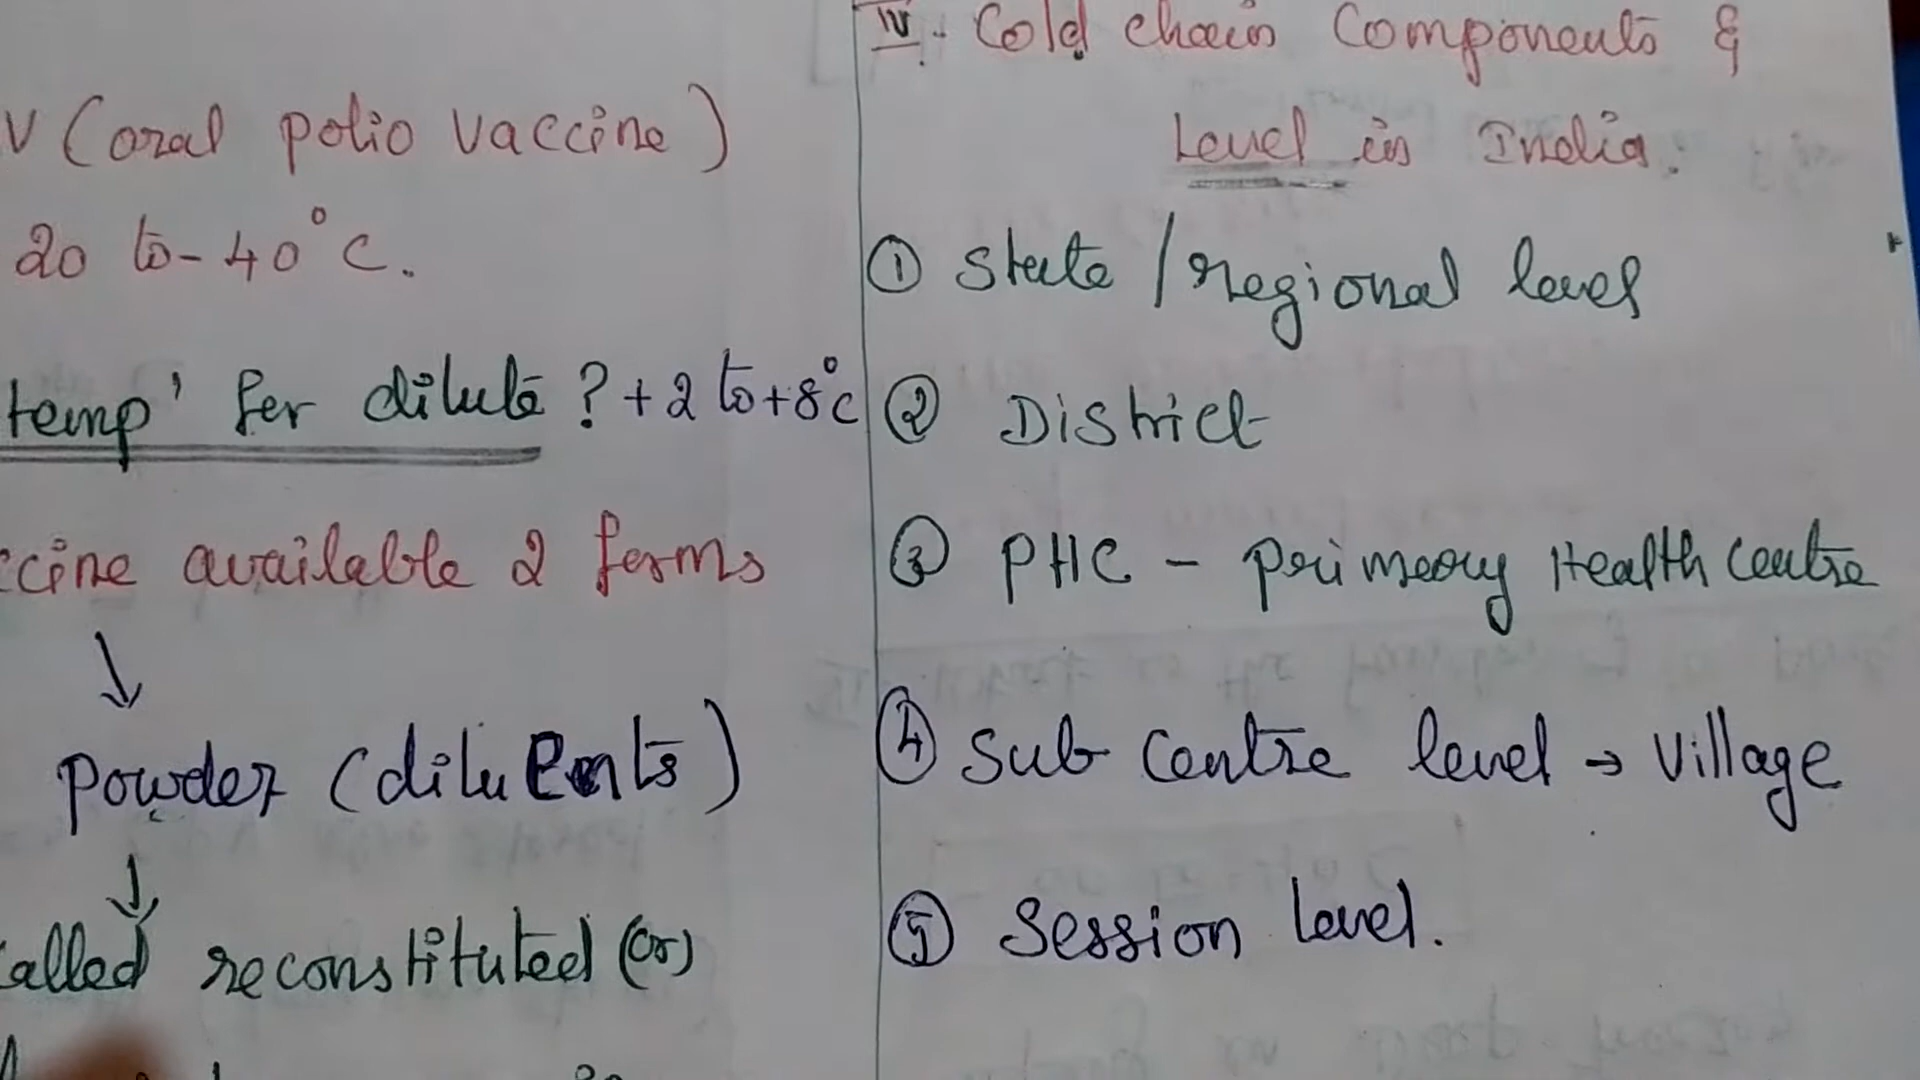 V (oral polio vaccine)
20 to - 40°C.
temp' for dilute ? +2 to +8°C
ccine available 2 forms
↓
Powder (diluents)
↓
called reconstituted (or)
IV. Cold chain Components &
Level in India.
① State / regional level
② District
③ PHC - primary Health Centre
④ Sub Centre level → Village
⑤ Session level.